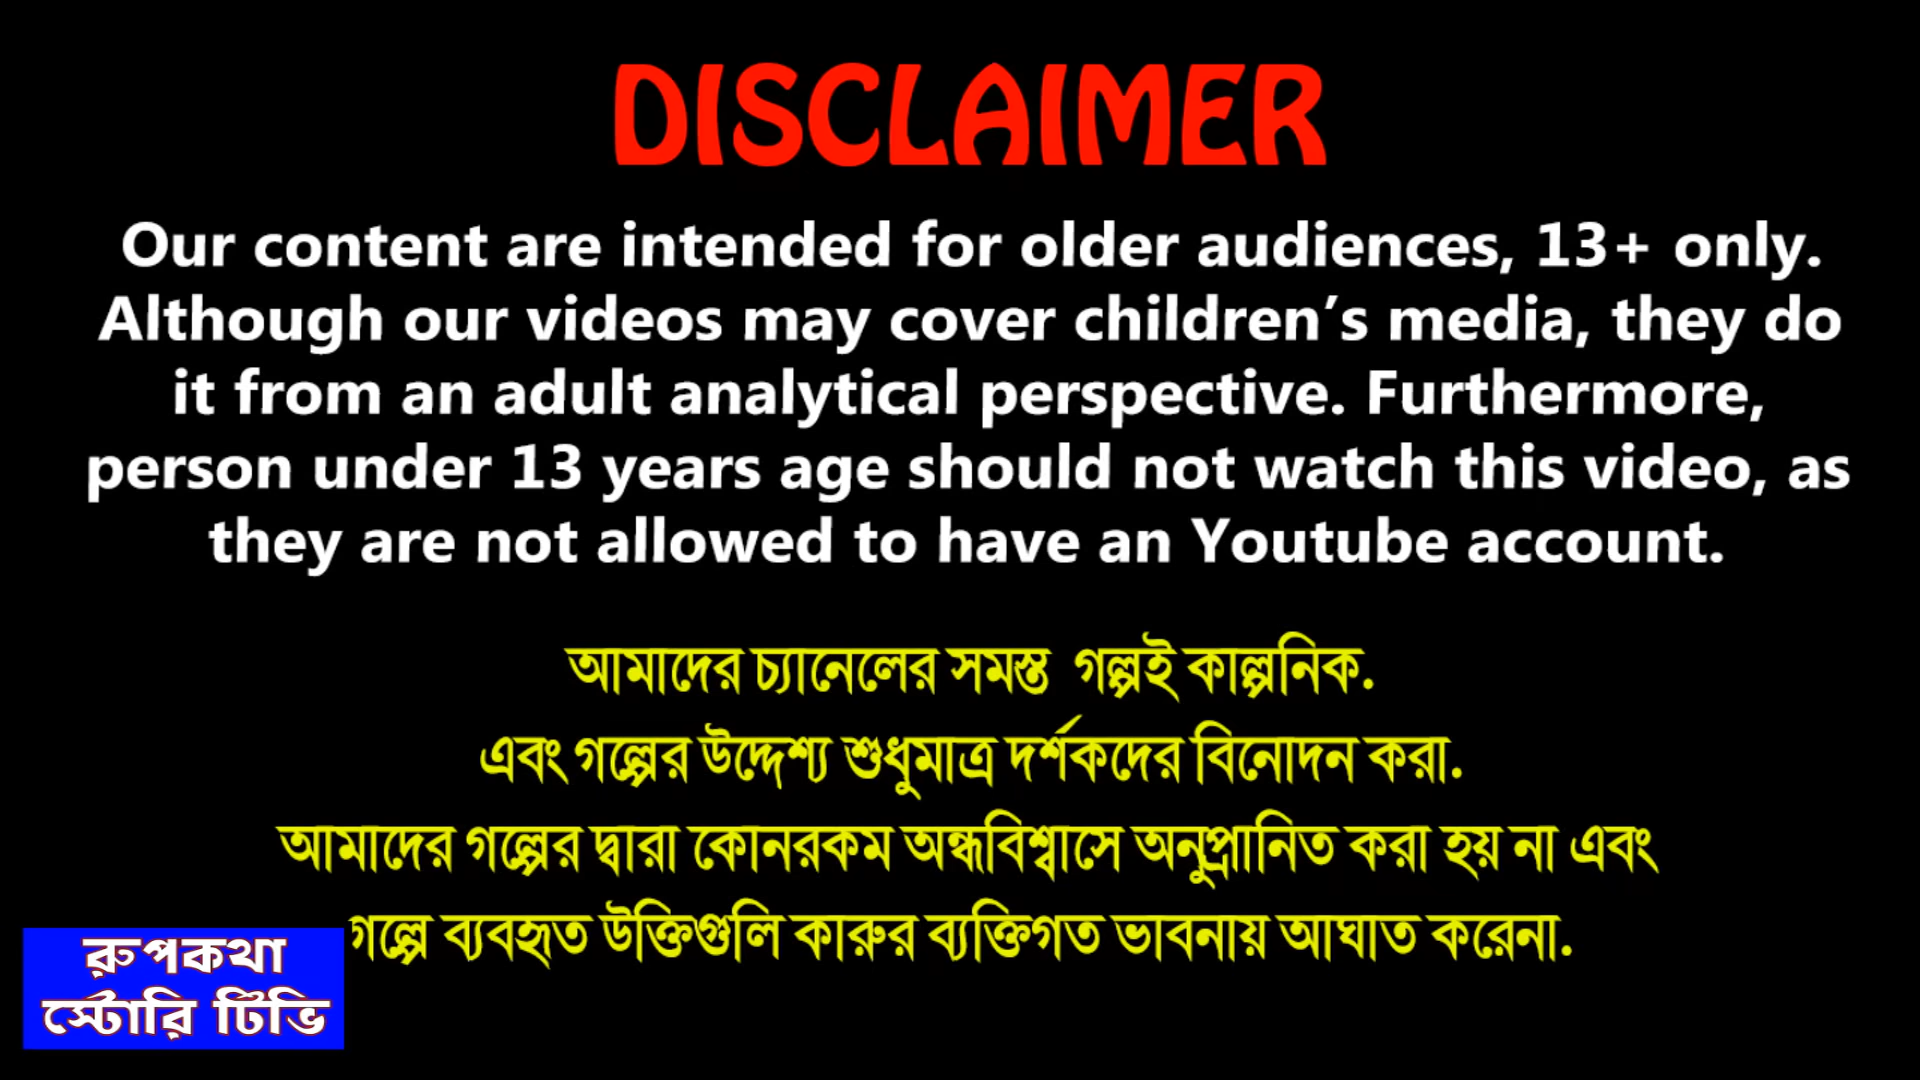 DISCLAIMER
Our content are intended for older audiences, 13+ only.
Although our videos may cover children’s media, they do
it from an adult analytical perspective. Furthermore,
person under 13 years age should not watch this video, as
they are not allowed to have an Youtube account.
আমাদের চ্যানেলের সমস্ত গল্পই কাল্পনিক.
এবং গল্পের উদ্দেশ্য শুধুমাত্র দর্শকদের বিনোদন করা.
আমাদের গল্পের দ্বারা কোনরকম অন্ধবিশ্বাসে অনুপ্রানিত করা হয় না এবং
গল্পে ব্যবহৃত উক্তিগুলি কারুর ব্যক্তিগত ভাবনায় আঘাত করেনা.
রুপকথা
স্টোরি টিভি